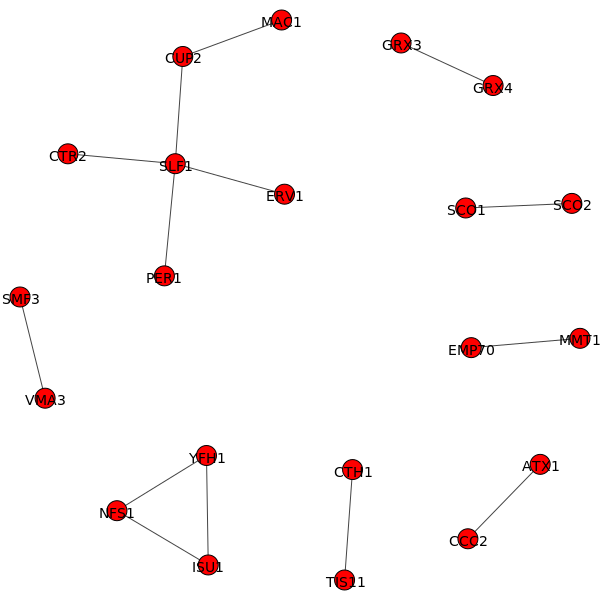 MAC1
GRX3
CUP2
GRX4
CTR2
SLF1
ERV1
SCO1
SCO2
PER1
SMF3
MMT1
EMP70
VMA3
YFH1
ATX1
CTH1
NFS1
CCC2
ISU1
TIS11